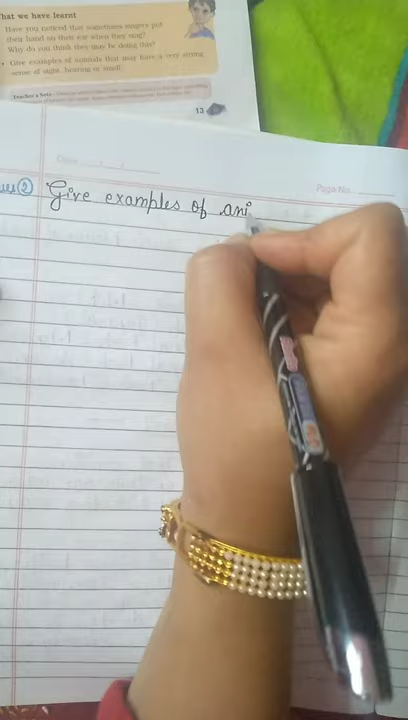 hat we have learnt
Have you noticed that sometimes singers put
their hand on their ear when they sing?
Why do you think they may be doing this?
• Give examples of animals that may have a very strong
sense of sight, hearing or smell.
Teacher's Note
13
Date
Page No.
ues② Give examples of ani